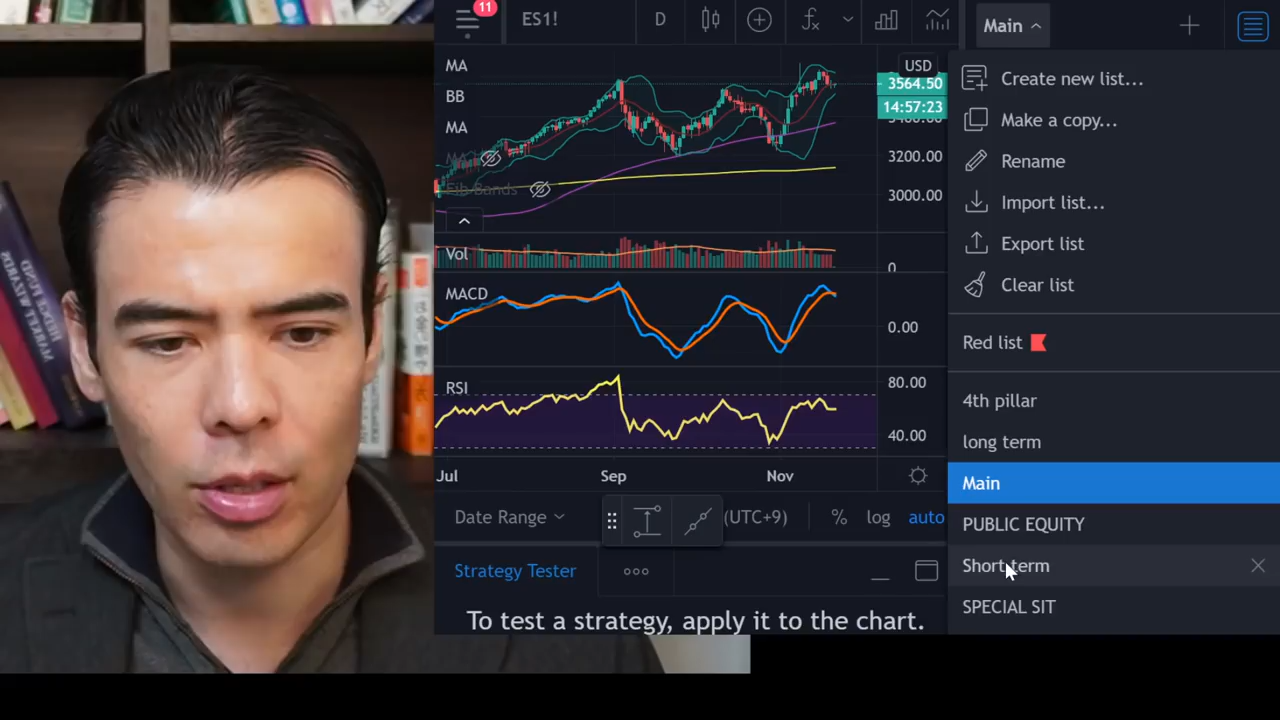 11
ES1!
D
fx
Main
MA
BB
MA
USD
3564.50
14:57:23
3200.00
3000.00
Vol
0
MACD
0.00
RSI
80.00
40.00
Jul
Sep
Nov
Date Range
(UTC+9)
%
log
auto
Strategy Tester
To test a strategy, apply it to the chart.
Create new list...
Make a copy...
Rename
Import list...
Export list
Clear list
Red list
4th pillar
long term
Main
PUBLIC EQUITY
Short term
SPECIAL SIT